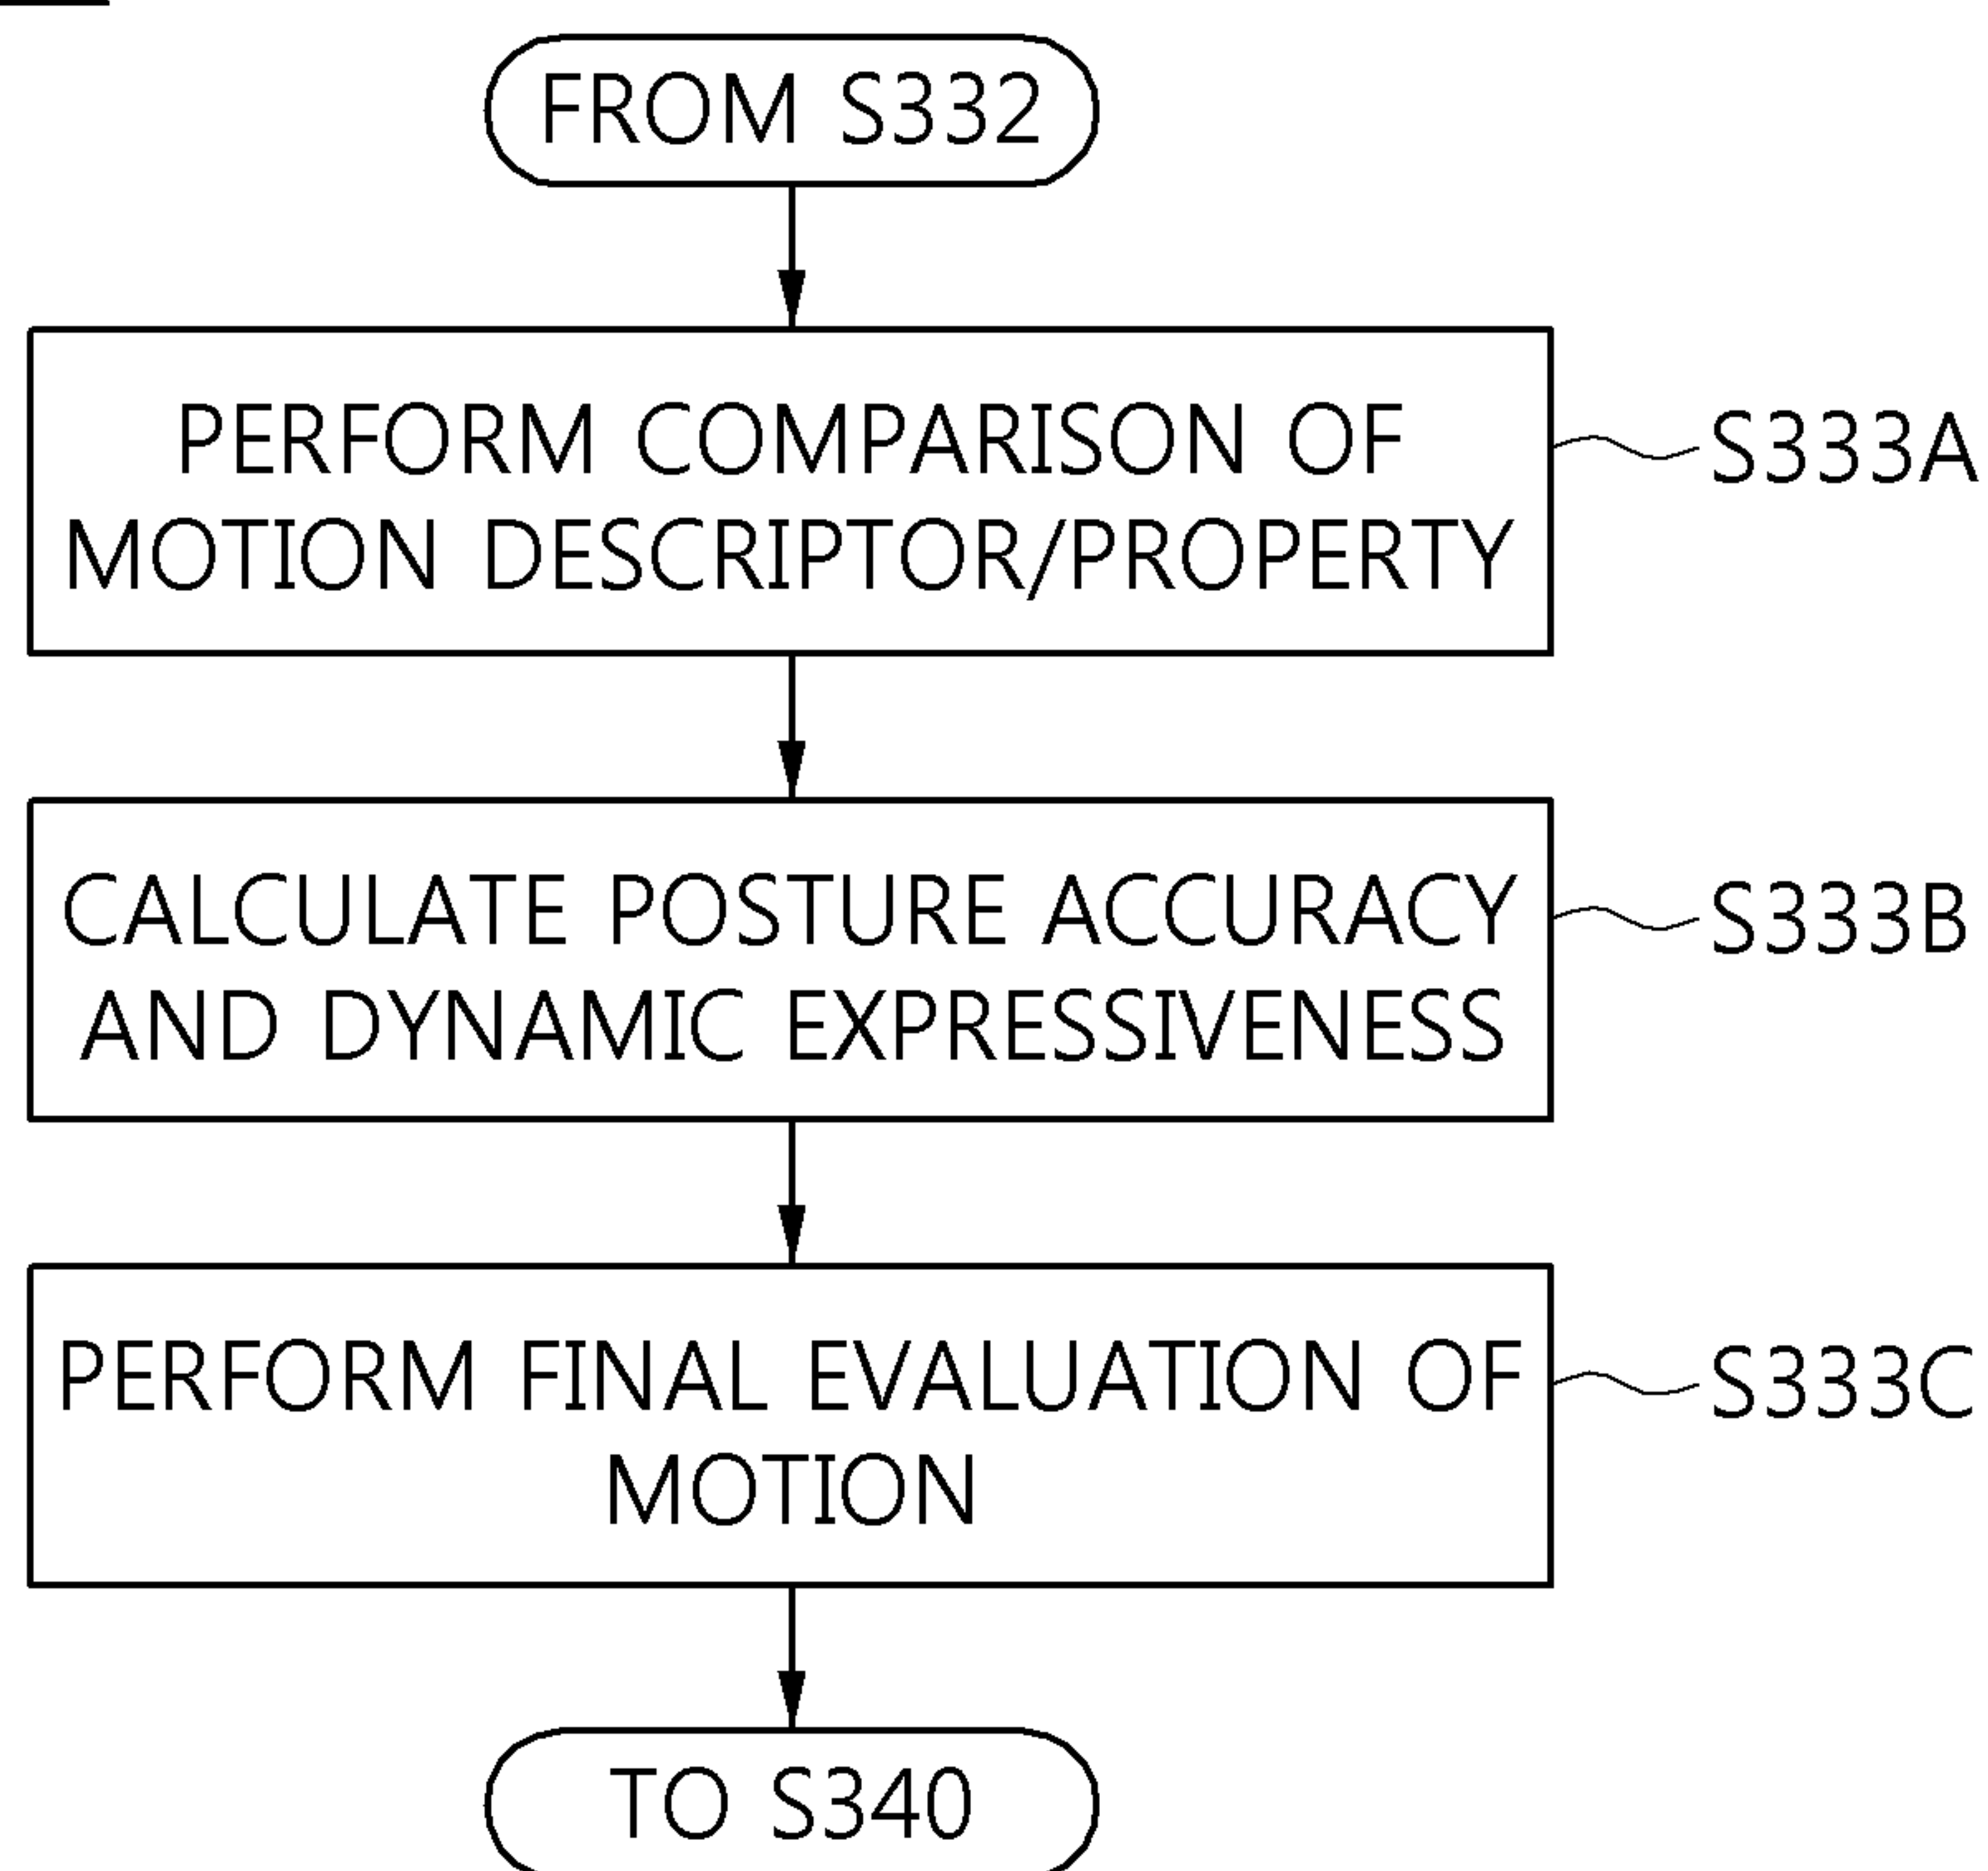 FROM S332
PERFORM COMPARISON OF
MOTION DESCRIPTOR/PROPERTY
S333A
CALCULATE POSTURE ACCURACY
AND DYNAMIC EXPRESSIVENESS
S333B
PERFORM FINAL EVALUATION OF
MOTION
S333C
TO S340